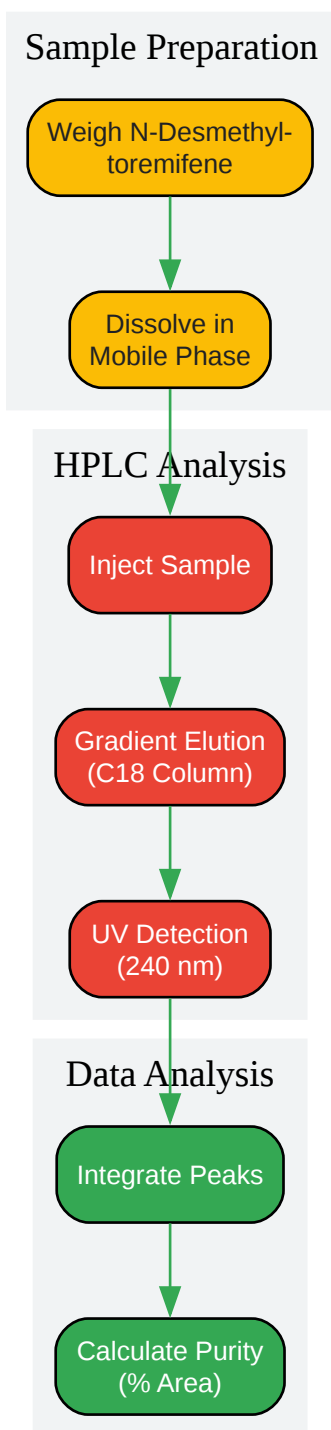 Sample Preparation
Weigh N-Desmethyl-
toremifene
Dissolve in
Mobile Phase
HPLC Analysis
Inject Sample
Gradient Elution
(C18 Column)
UV Detection
(240 nm)
Data Analysis
Integrate Peaks
Calculate Purity
(% Area)